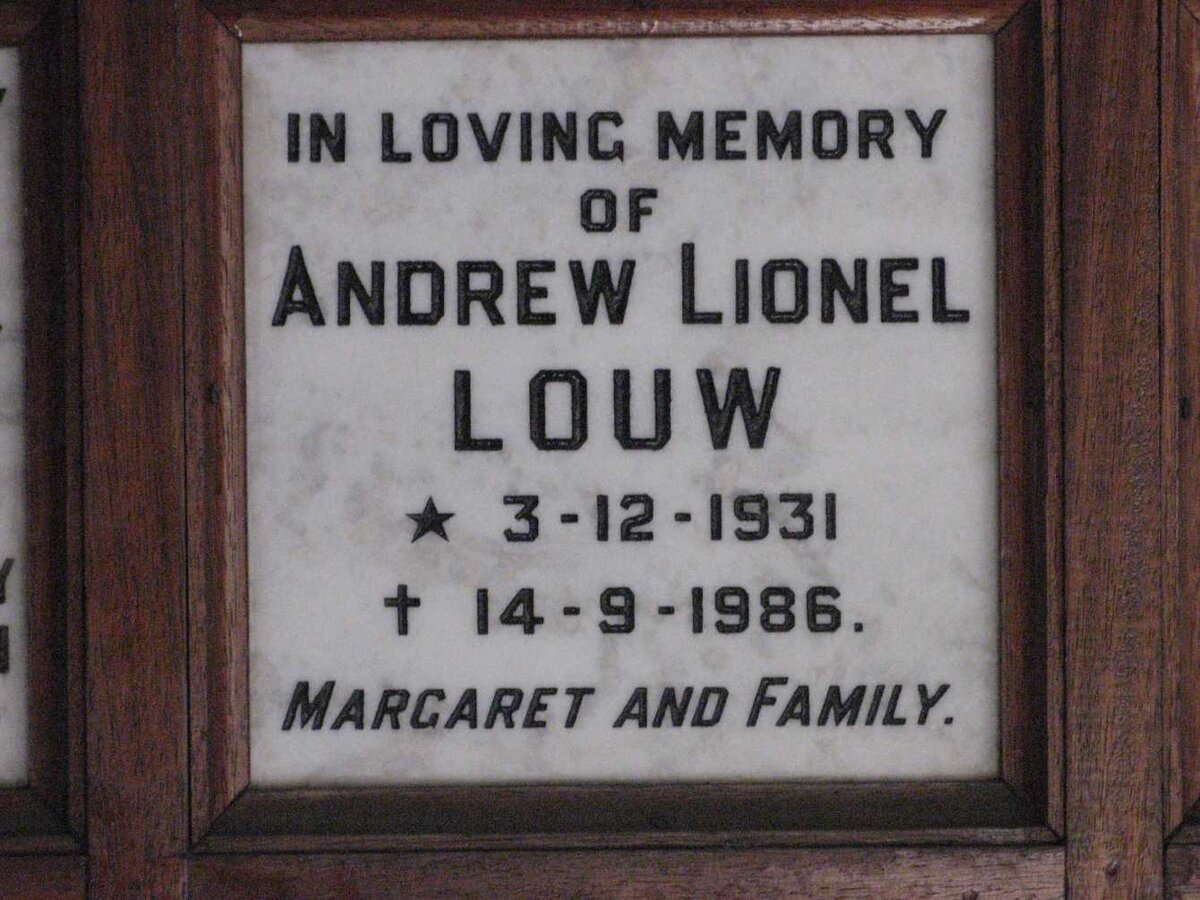 IN LOVING MEMORY
OF
ANDREW LIONEL
LOUW
★ 3-12-1931
† 14-9-1986.
MARGARET AND FAMILY.